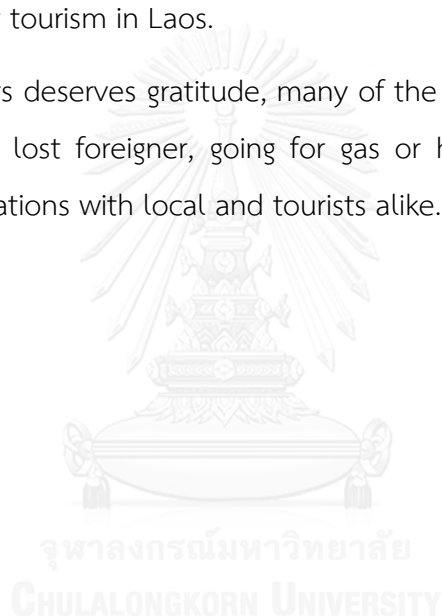 tourism in Laos.
rs deserves gratitude, many of the
lost foreigner, going for gas or h
ations with local and tourists alike.
จุฬาลงกรณ์มหาวิทยาลัย
CHULALONGKORN UNIVERSITY